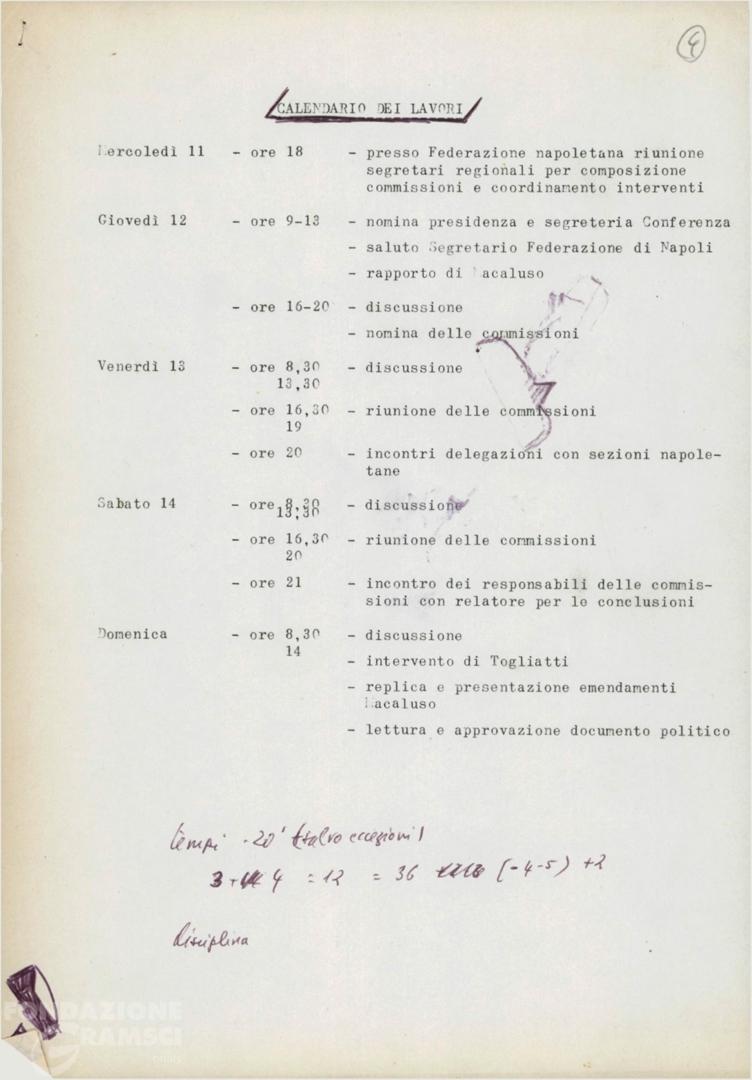 4
CALENDARIO DEI LAVORI
Mercoledì 11 - ore 18 - presso Federazione napoletana riunione
segretari regionali per composizione
commissioni e coordinamento interventi
Giovedì 12 - ore 9-13 - nomina presidenza e segreteria Conferenza
- saluto Segretario Federazione di Napoli
- rapporto di Macaluso
- ore 16-20 - discussione
- nomina delle commissioni
Venerdì 13 - ore 8,30 - discussione
13,30
- ore 16,30 - riunione delle commissioni
19
- ore 20 - incontri delegazioni con sezioni napole-
tane
Sabato 14 - ore 8,30 - discussione
13,30
- ore 16,30 - riunione delle commissioni
20
- ore 21 - incontro dei responsabili delle commis-
sioni con relatore per le conclusioni
Domenica - ore 8,30 - discussione
14
- intervento di Togliatti
- replica e presentazione emendamenti
Macaluso
- lettura e approvazione documento politico
tempi - 20' (salvo eccezioni)
3 + 4 = 12 = 36 (-4-5) +2
disciplina
FONDAZIONE
GRAMSCI